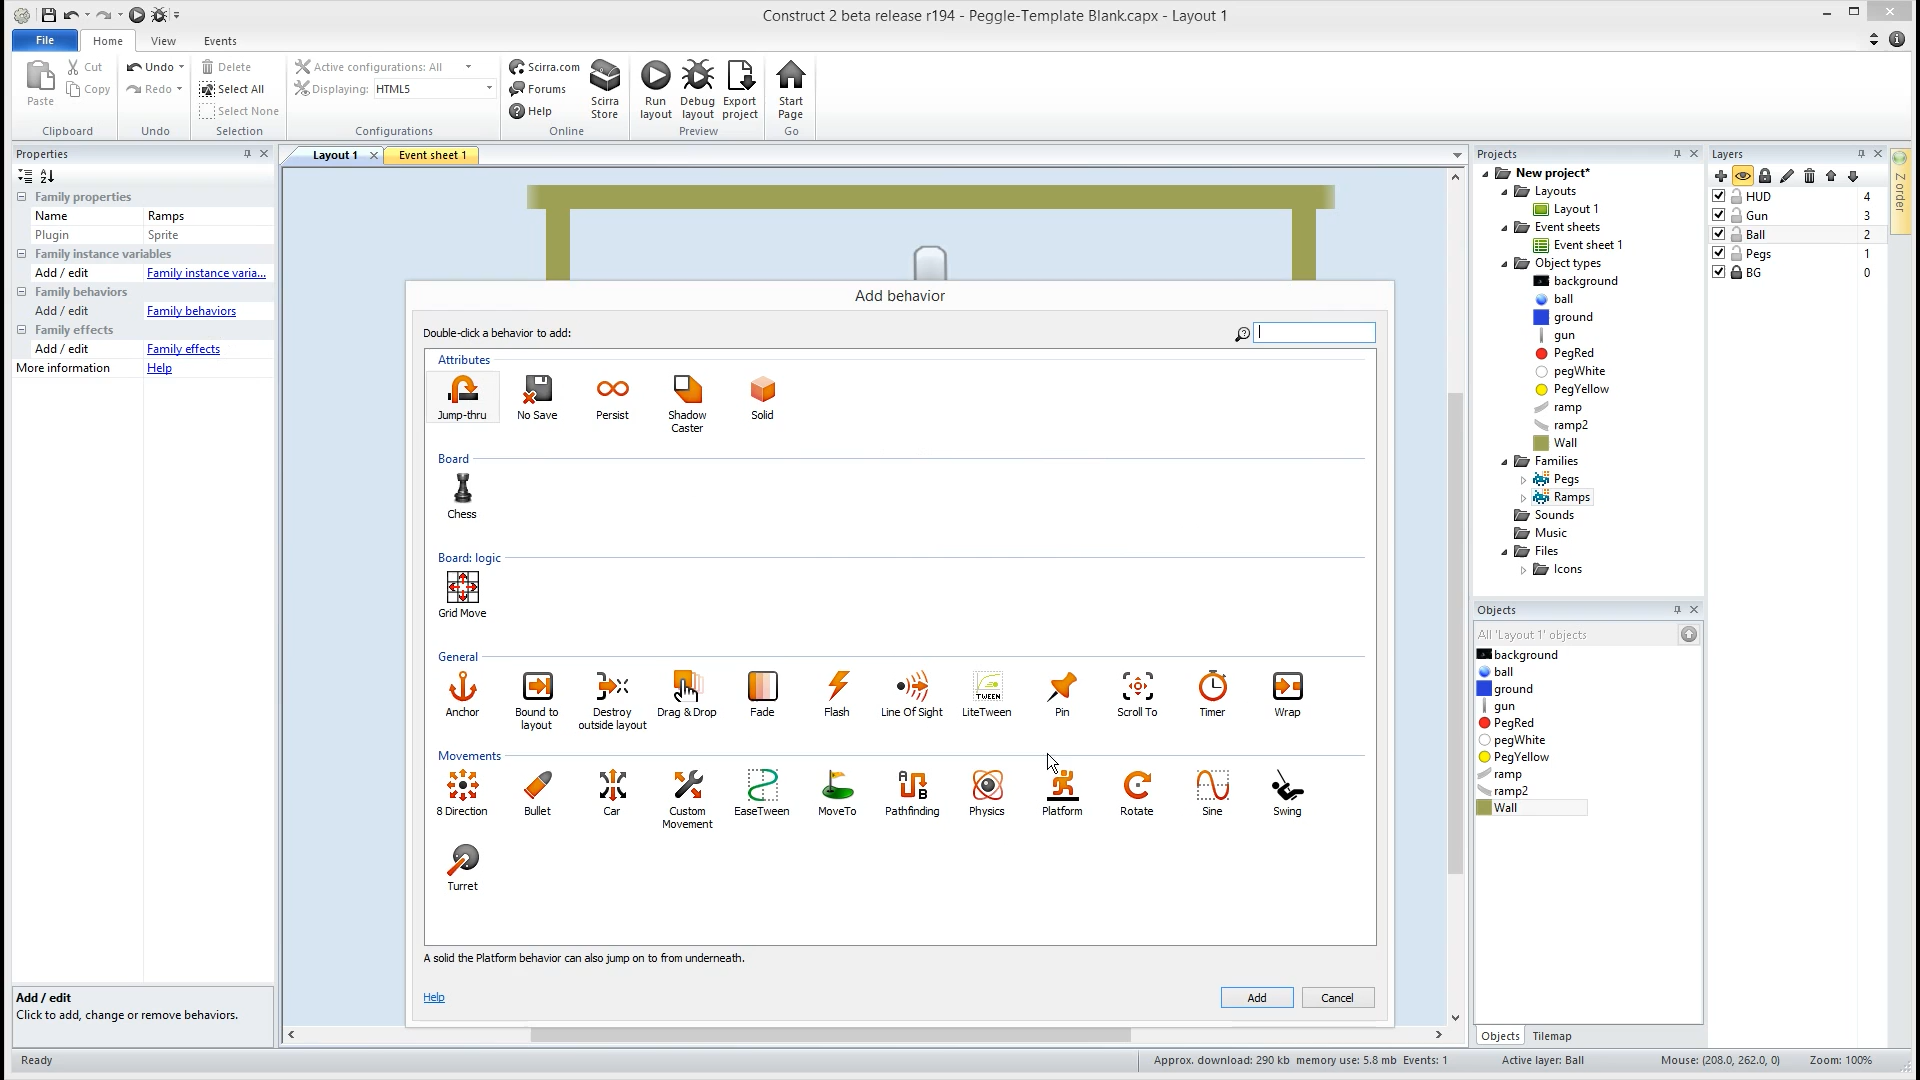 Construct 2 beta release r194 - Peggle-Template Blank.capx - Layout 1
File Home View Events
Paste Cut Copy Clipboard
Undo Redo Undo
Delete Select All Select None Selection
Active configurations: All
Displaying: HTML5
Configurations
Scirra.com Forums Help Scirra Store Online
Run layout Debug layout Export project Preview
Start Page Go
Properties
Family properties
Name Ramps
Plugin Sprite
Family instance variables
Add / edit Family instance varia...
Family behaviors
Add / edit Family behaviors
Family effects
Add / edit Family effects
More information Help
Add / edit
Click to add, change or remove behaviors.
Layout 1 Event sheet 1
Add behavior
Double-click a behavior to add:
Attributes
Jump-thru No Save Persist Shadow Caster Solid
Board
Chess
Board: logic
Grid Move
General
Anchor Bound to layout Destroy outside layout Drag & Drop Fade Flash Line Of Sight LiteTween Pin Scroll To Timer Wrap
TWEEN
Movements
8 Direction Bullet Car Custom Movement EaseTween MoveTo Pathfinding Physics Platform Rotate Sine Swing
A B
Turret
A solid the Platform behavior can also jump on to from underneath.
Help Add Cancel
Projects
New project*
Layouts
Layout 1
Event sheets
Event sheet 1
Object types
background
ball
ground
gun
PegRed
pegWhite
PegYellow
ramp
ramp2
Wall
Families
Pegs
Ramps
Sounds
Music
Files
Icons
Objects
All 'Layout 1' objects
background
ball
ground
gun
PegRed
pegWhite
PegYellow
ramp
ramp2
Wall
Objects Tilemap
Layers
HUD 4
Gun 3
Ball 2
Pegs 1
BG 0
Z order
Ready Approx. download: 290 kb memory use: 5.8 mb Events: 1 Active layer: Ball Mouse: (208.0, 262.0, 0) Zoom: 100%